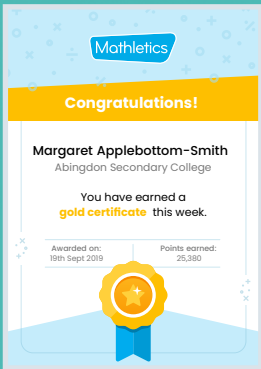 Mathletics
Congratulations!
Margaret Applebottom-Smith
Abingdon Secondary College
You have earned a
gold certificate this week.
Awarded on: Points earned:
19th Sept 2019 25,380